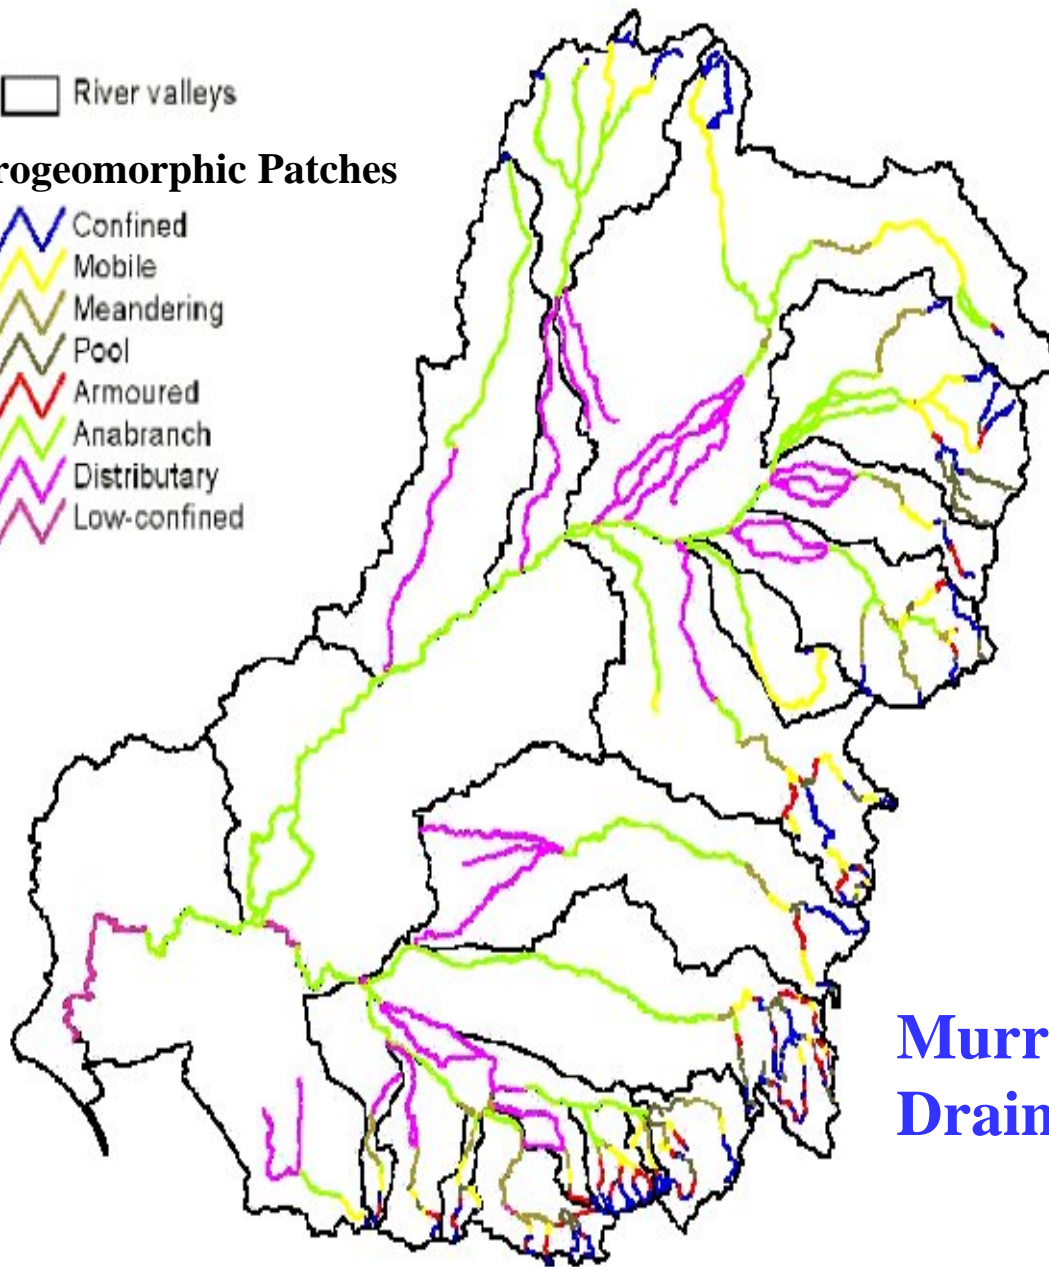 River valleys
rogeomorphic Patches
Confined
Mobile
Meandering
Pool
Armoured
Anabranch
Distributary
Low-confined
Murr
Drain